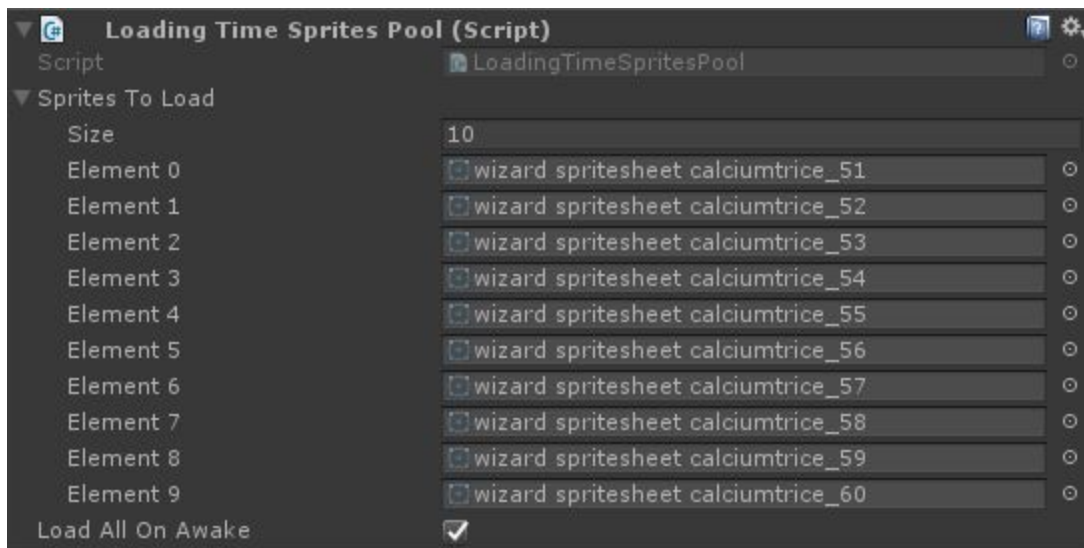 Loading Time Sprites Pool (Script)
Script LoadingTimeSpritesPool
Sprites To Load
Size 10
Element 0 wizard spritesheet calciumtrice_51
Element 1 wizard spritesheet calciumtrice_52
Element 2 wizard spritesheet calciumtrice_53
Element 3 wizard spritesheet calciumtrice_54
Element 4 wizard spritesheet calciumtrice_55
Element 5 wizard spritesheet calciumtrice_56
Element 6 wizard spritesheet calciumtrice_57
Element 7 wizard spritesheet calciumtrice_58
Element 8 wizard spritesheet calciumtrice_59
Element 9 wizard spritesheet calciumtrice_60
Load All On Awake